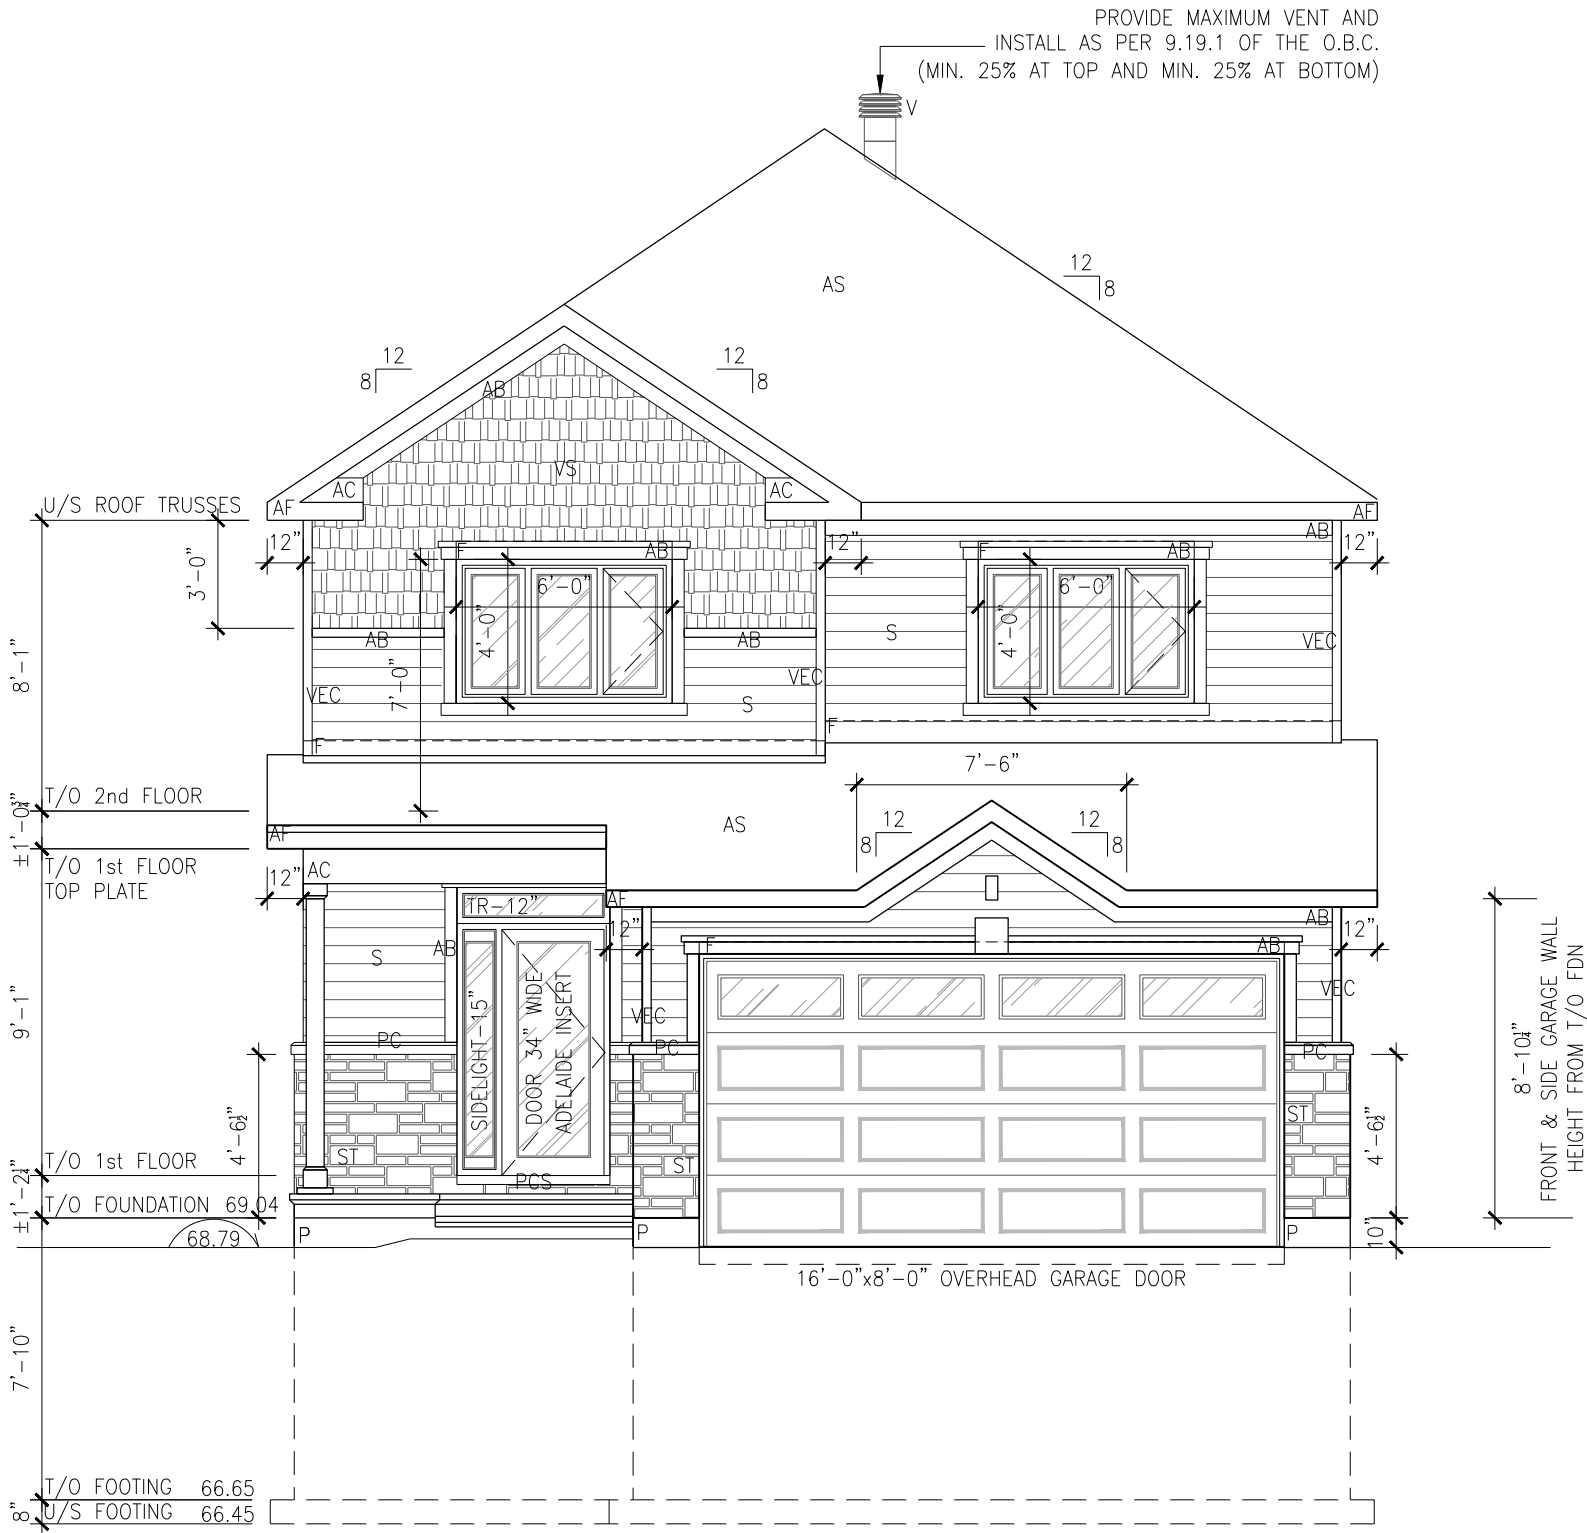 PROVIDE MAXIMUM VENT AND
INSTALL AS PER 9.19.1 OF THE O.B.C.
(MIN. 25% AT TOP AND MIN. 25% AT BOTTOM)
V
12
8
AS
12
8
12
8
AB
VS
AC
AC
AF
AF
U/S ROOF TRUSSES
12"
3'-0"
8'-1"
F
AB
6'-0"
4'-0"
7'-0"
AB
AB
VEC
VEC
S
F
12"
F
AB
AB
6'-0"
4'-0"
S
VEC
12"
F
7'-6"
T/O 2nd FLOOR
±1'-0¾"
AF
AS
12
8
12
8
T/O 1st FLOOR
TOP PLATE
AC
12"
TR-12"
AF
12"
AB
12"
S
AB
F
AB
VEC
VEC
9'-1"
SIDELIGHT-15"
DOOR 34" WIDE
ADELAIDE INSERT
PC
PC
PC
4'-6½"
ST
ST
ST
4'-6½"
8'-10¼"
FRONT & SIDE GARAGE WALL
HEIGHT FROM T/O FDN
T/O 1st FLOOR
±1'-2¼"
PCS
T/O FOUNDATION 69.04
68.79
P
P
P
10"
16'-0"x8'-0" OVERHEAD GARAGE DOOR
7'-10"
T/O FOOTING 66.65
U/S FOOTING 66.45
8"